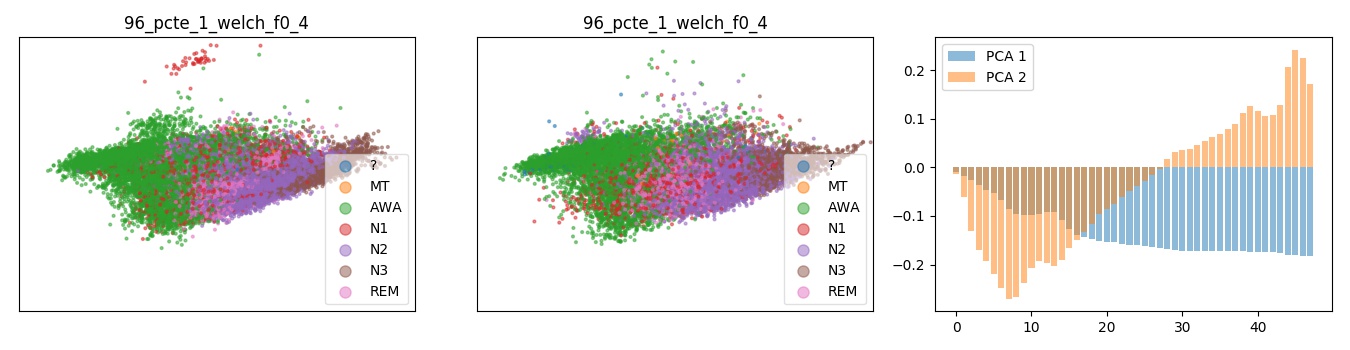 96_pcte_1_welch_f0_4
?
MT
AWA
N1
N2
N3
REM
96_pcte_1_welch_f0_4
?
MT
AWA
N1
N2
N3
REM
PCA 1
PCA 2
0.2
0.1
0.0
−0.1
−0.2
0 10 20 30 40